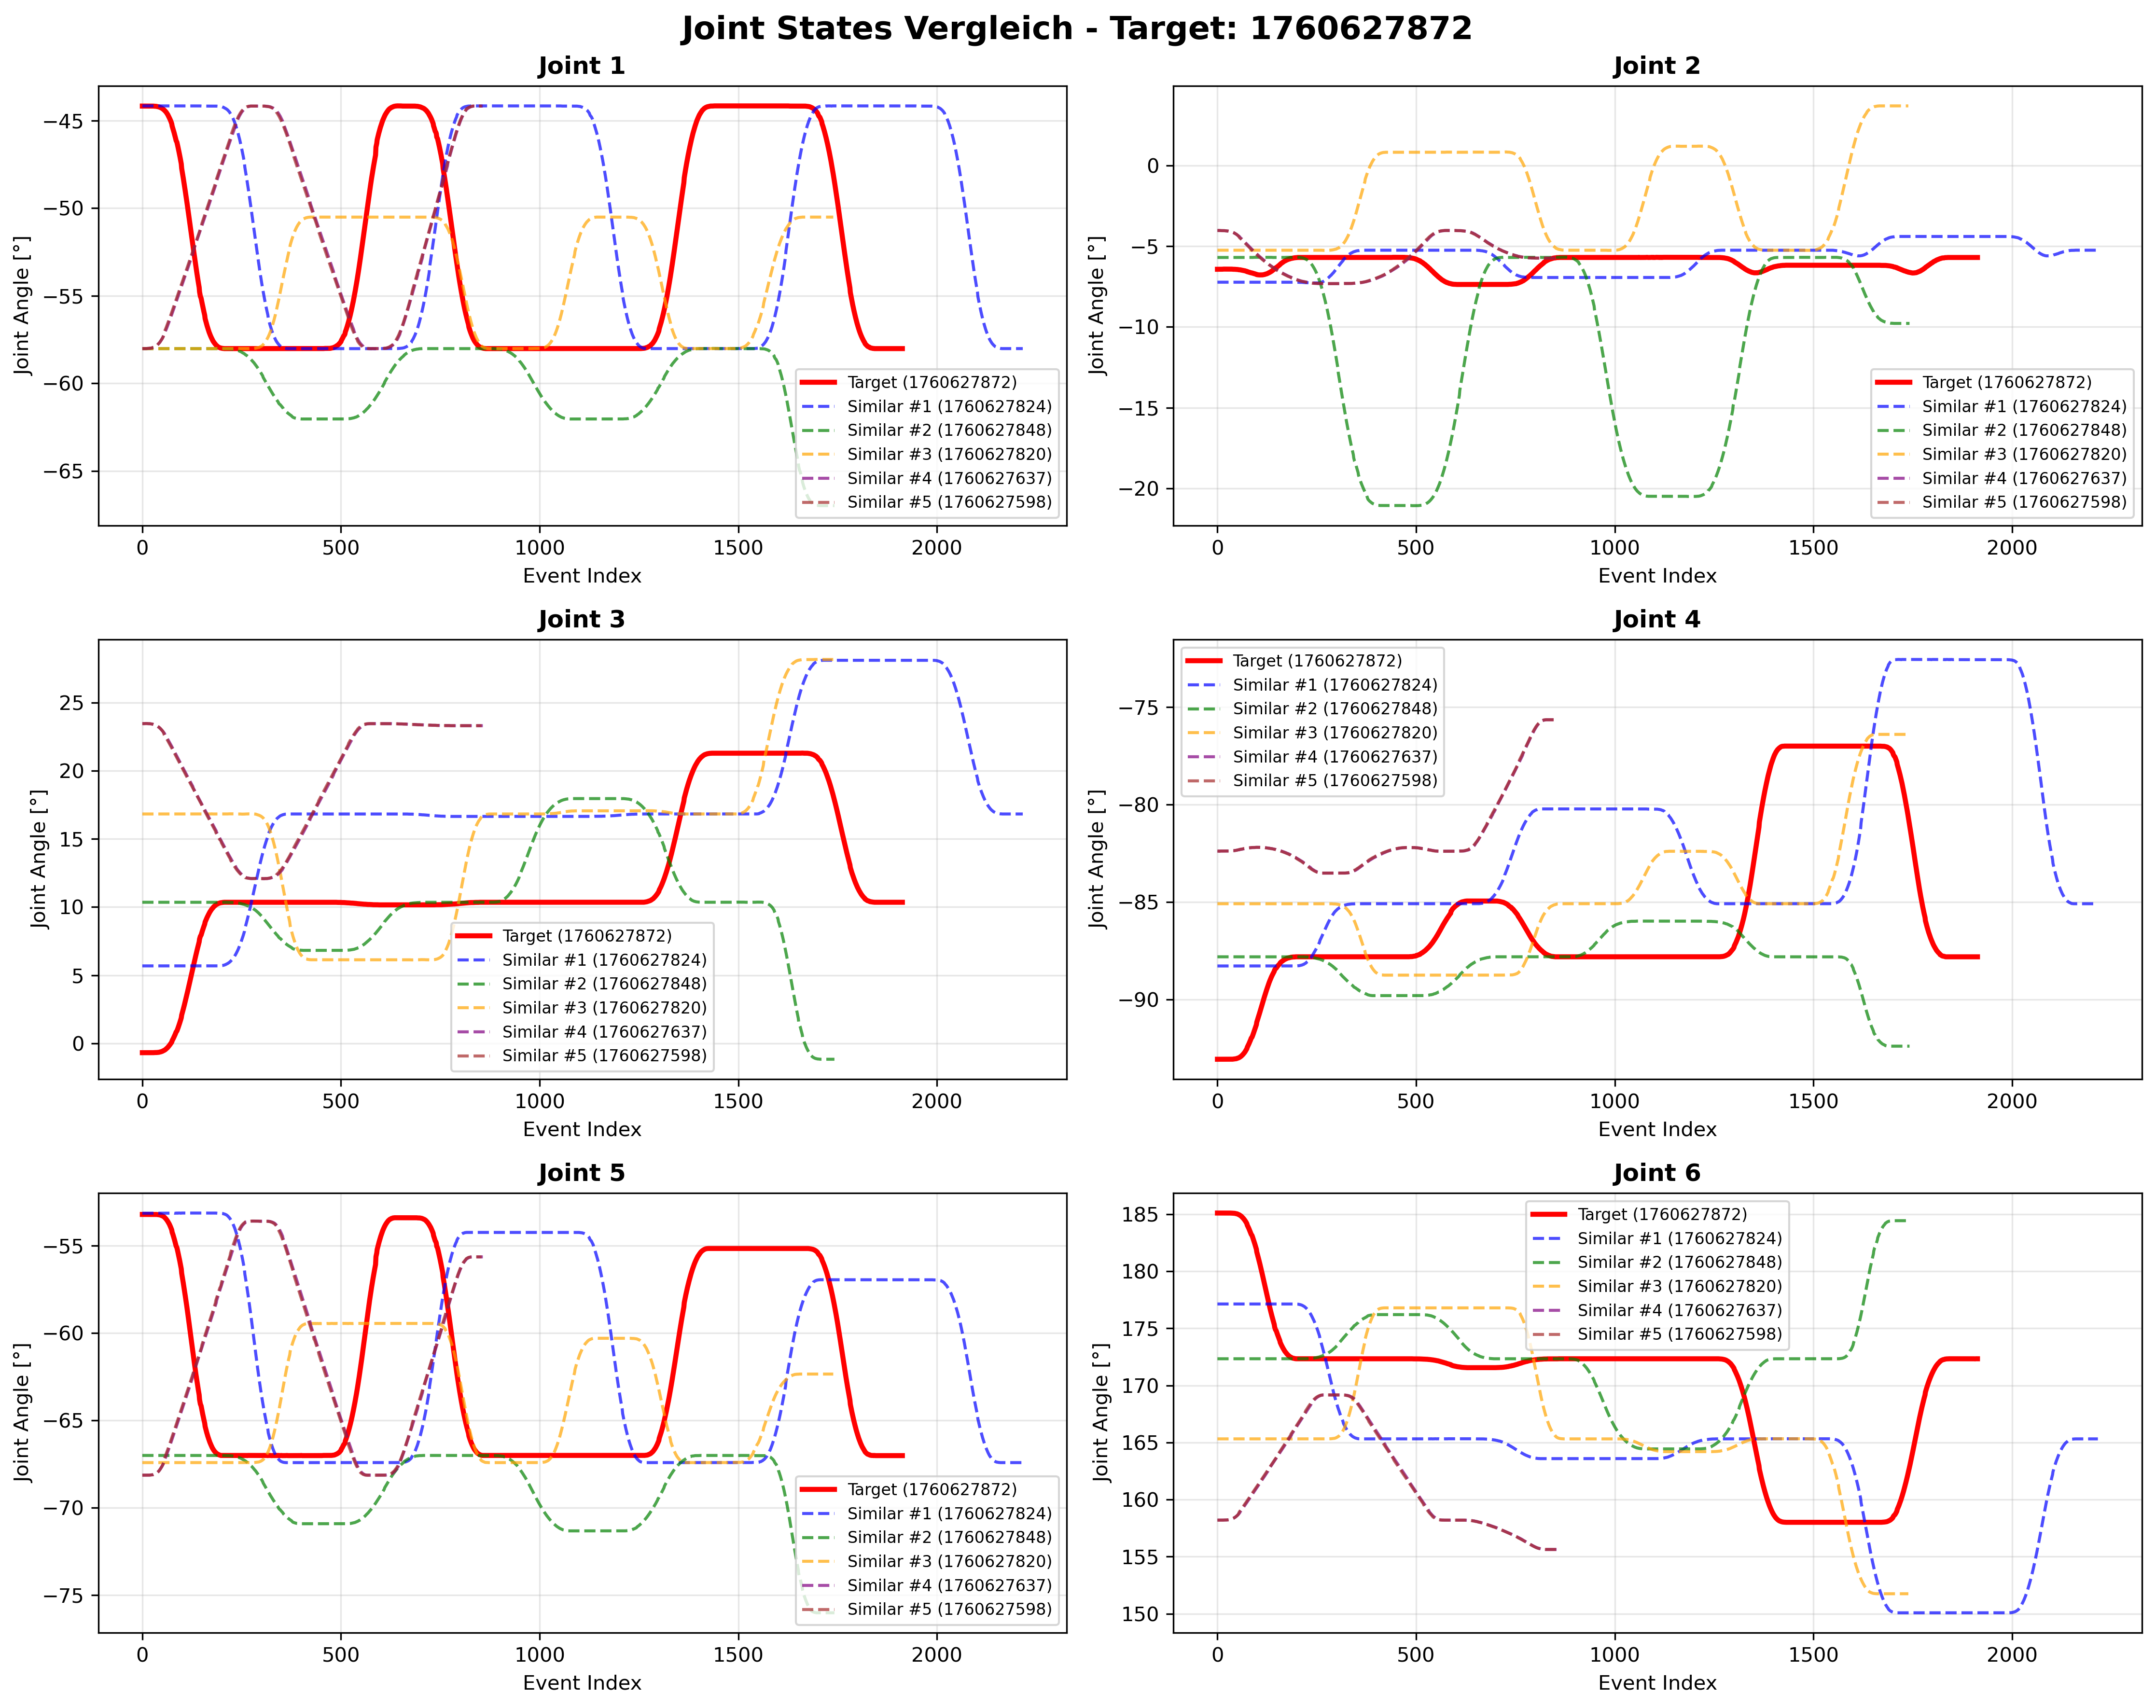 Joint States Vergleich - Target: 1760627872
Joint 1
Joint Angle [°]
−45
−50
−55
−60
−65
Target (1760627872)
Similar #1 (1760627824)
Similar #2 (1760627848)
Similar #3 (1760627820)
Similar #4 (1760627637)
Similar #5 (1760627598)
0 500 1000 1500 2000
Event Index
Joint 2
Joint Angle [°]
0
−5
−10
−15
−20
Target (1760627872)
Similar #1 (1760627824)
Similar #2 (1760627848)
Similar #3 (1760627820)
Similar #4 (1760627637)
Similar #5 (1760627598)
0 500 1000 1500 2000
Event Index
Joint 3
Joint Angle [°]
25
20
15
10
5
0
Target (1760627872)
Similar #1 (1760627824)
Similar #2 (1760627848)
Similar #3 (1760627820)
Similar #4 (1760627637)
Similar #5 (1760627598)
0 500 1000 1500 2000
Event Index
Joint 4
Joint Angle [°]
−75
−80
−85
−90
Target (1760627872)
Similar #1 (1760627824)
Similar #2 (1760627848)
Similar #3 (1760627820)
Similar #4 (1760627637)
Similar #5 (1760627598)
0 500 1000 1500 2000
Event Index
Joint 5
Joint Angle [°]
−55
−60
−65
−70
−75
Target (1760627872)
Similar #1 (1760627824)
Similar #2 (1760627848)
Similar #3 (1760627820)
Similar #4 (1760627637)
Similar #5 (1760627598)
0 500 1000 1500 2000
Event Index
Joint 6
Joint Angle [°]
185
180
175
170
165
160
155
150
Target (1760627872)
Similar #1 (1760627824)
Similar #2 (1760627848)
Similar #3 (1760627820)
Similar #4 (1760627637)
Similar #5 (1760627598)
0 500 1000 1500 2000
Event Index